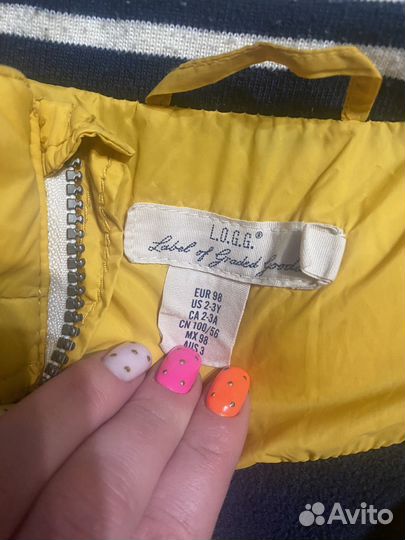 L.O.G.G.®
Label of Graded Goods
EUR 98
US 2-3Y
CA 2-3A
CN 100/56
MX 98
AUS 3
Avito